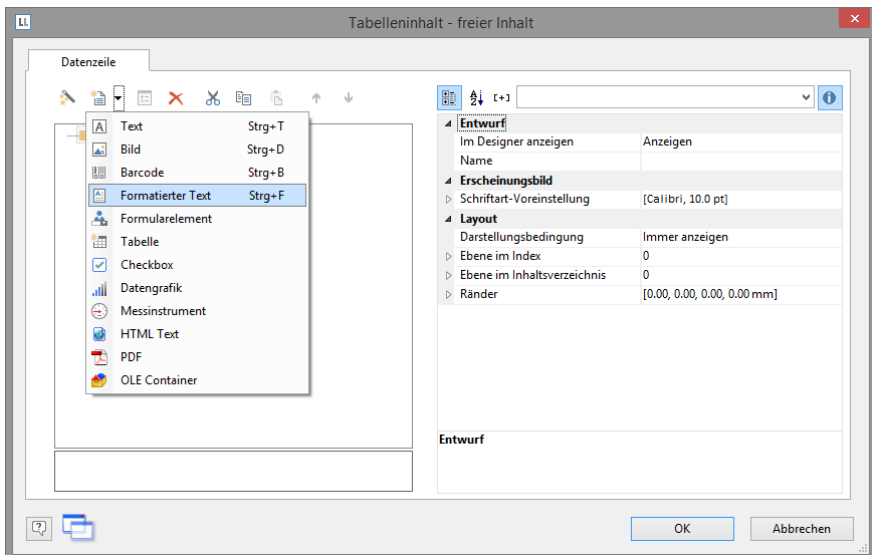 LL
Tabelleninhalt - freier Inhalt
Datenzeile
Text Strg+T
Bild Strg+D
Barcode Strg+B
Formatierter Text Strg+F
Formularelement
Tabelle
Checkbox
Datengrafik
Messinstrument
HTML Text
PDF
OLE Container
Entwurf
Im Designer anzeigen Anzeigen
Name
Erscheinungsbild
Schriftart-Voreinstellung [Calibri, 10.0 pt]
Layout
Darstellungsbedingung Immer anzeigen
Ebene im Index 0
Ebene im Inhaltsverzeichnis 0
Ränder [0.00, 0.00, 0.00, 0.00 mm]
Entwurf
OK Abbrechen